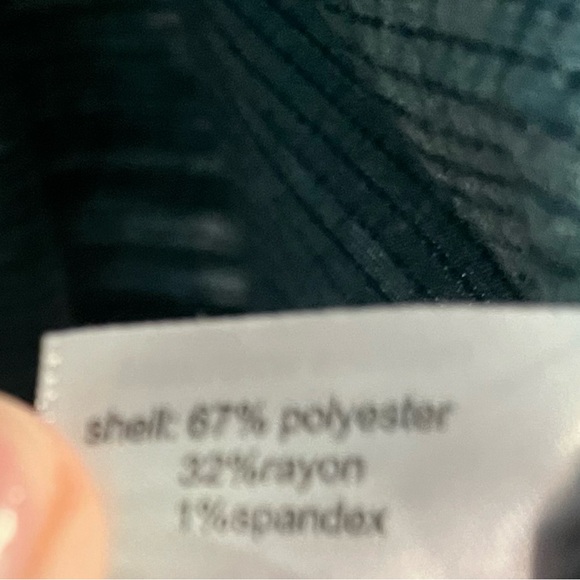 shell: 67% polyester
32%rayon
1%spandex